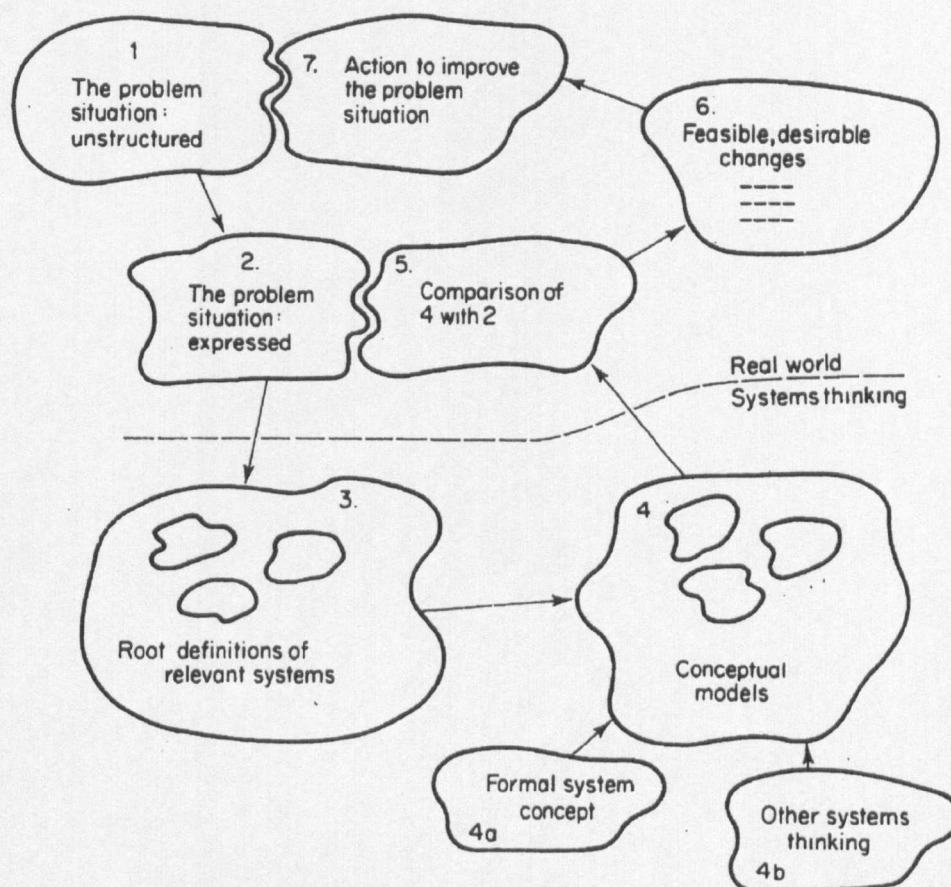 1
The problem
situation:
unstructured
7.
Action to improve
the problem
situation
6.
Feasible, desirable
changes
2.
The problem
situation:
expressed
5.
Comparison of
4 with 2
Real world
Systems thinking
3.
Root definitions of
relevant systems
4
Conceptual
models
Formal system
concept
4a
Other systems
thinking
4b